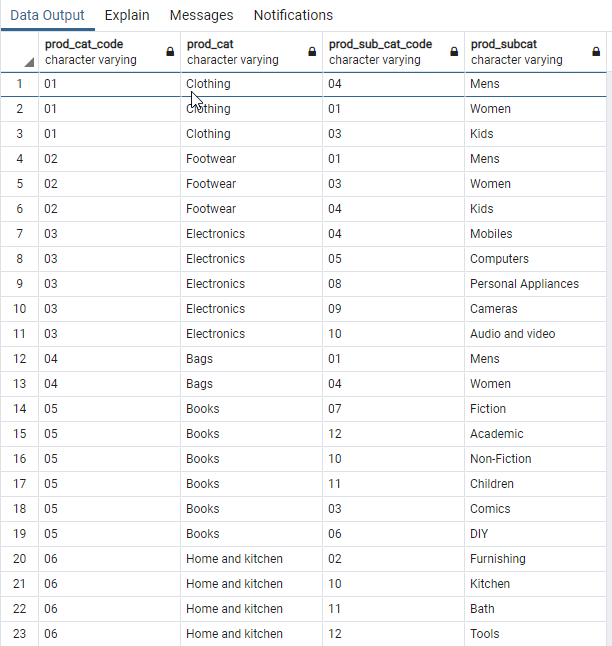 Data Output Explain Messages Notifications
prod_cat_code prod_cat prod_sub_cat_code prod_subcat
character varying character varying character varying character varying
1 01 Clothing 04 Mens
2 01 Clothing 01 Women
3 01 Clothing 03 Kids
4 02 Footwear 01 Mens
5 02 Footwear 03 Women
6 02 Footwear 04 Kids
7 03 Electronics 04 Mobiles
8 03 Electronics 05 Computers
9 03 Electronics 08 Personal Appliances
10 03 Electronics 09 Cameras
11 03 Electronics 10 Audio and video
12 04 Bags 01 Mens
13 04 Bags 04 Women
14 05 Books 07 Fiction
15 05 Books 12 Academic
16 05 Books 10 Non-Fiction
17 05 Books 11 Children
18 05 Books 03 Comics
19 05 Books 06 DIY
20 06 Home and kitchen 02 Furnishing
21 06 Home and kitchen 10 Kitchen
22 06 Home and kitchen 11 Bath
23 06 Home and kitchen 12 Tools